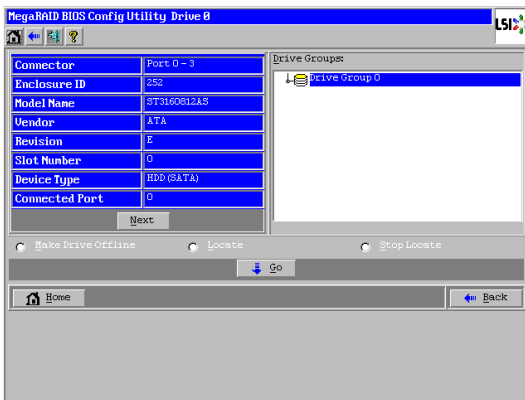 MegaRAID BIOS Config Utility Drive 0
LSI
Connector Port 0 - 3
Enclosure ID 252
Model Name ST3160812AS
Vendor ATA
Revision E
Slot Number 0
Device Type HDD (SATA)
Connected Port 0
Next
Drive Groups:
Drive Group 0
Make Drive Offline Locate Stop Locate
Go
Home Back